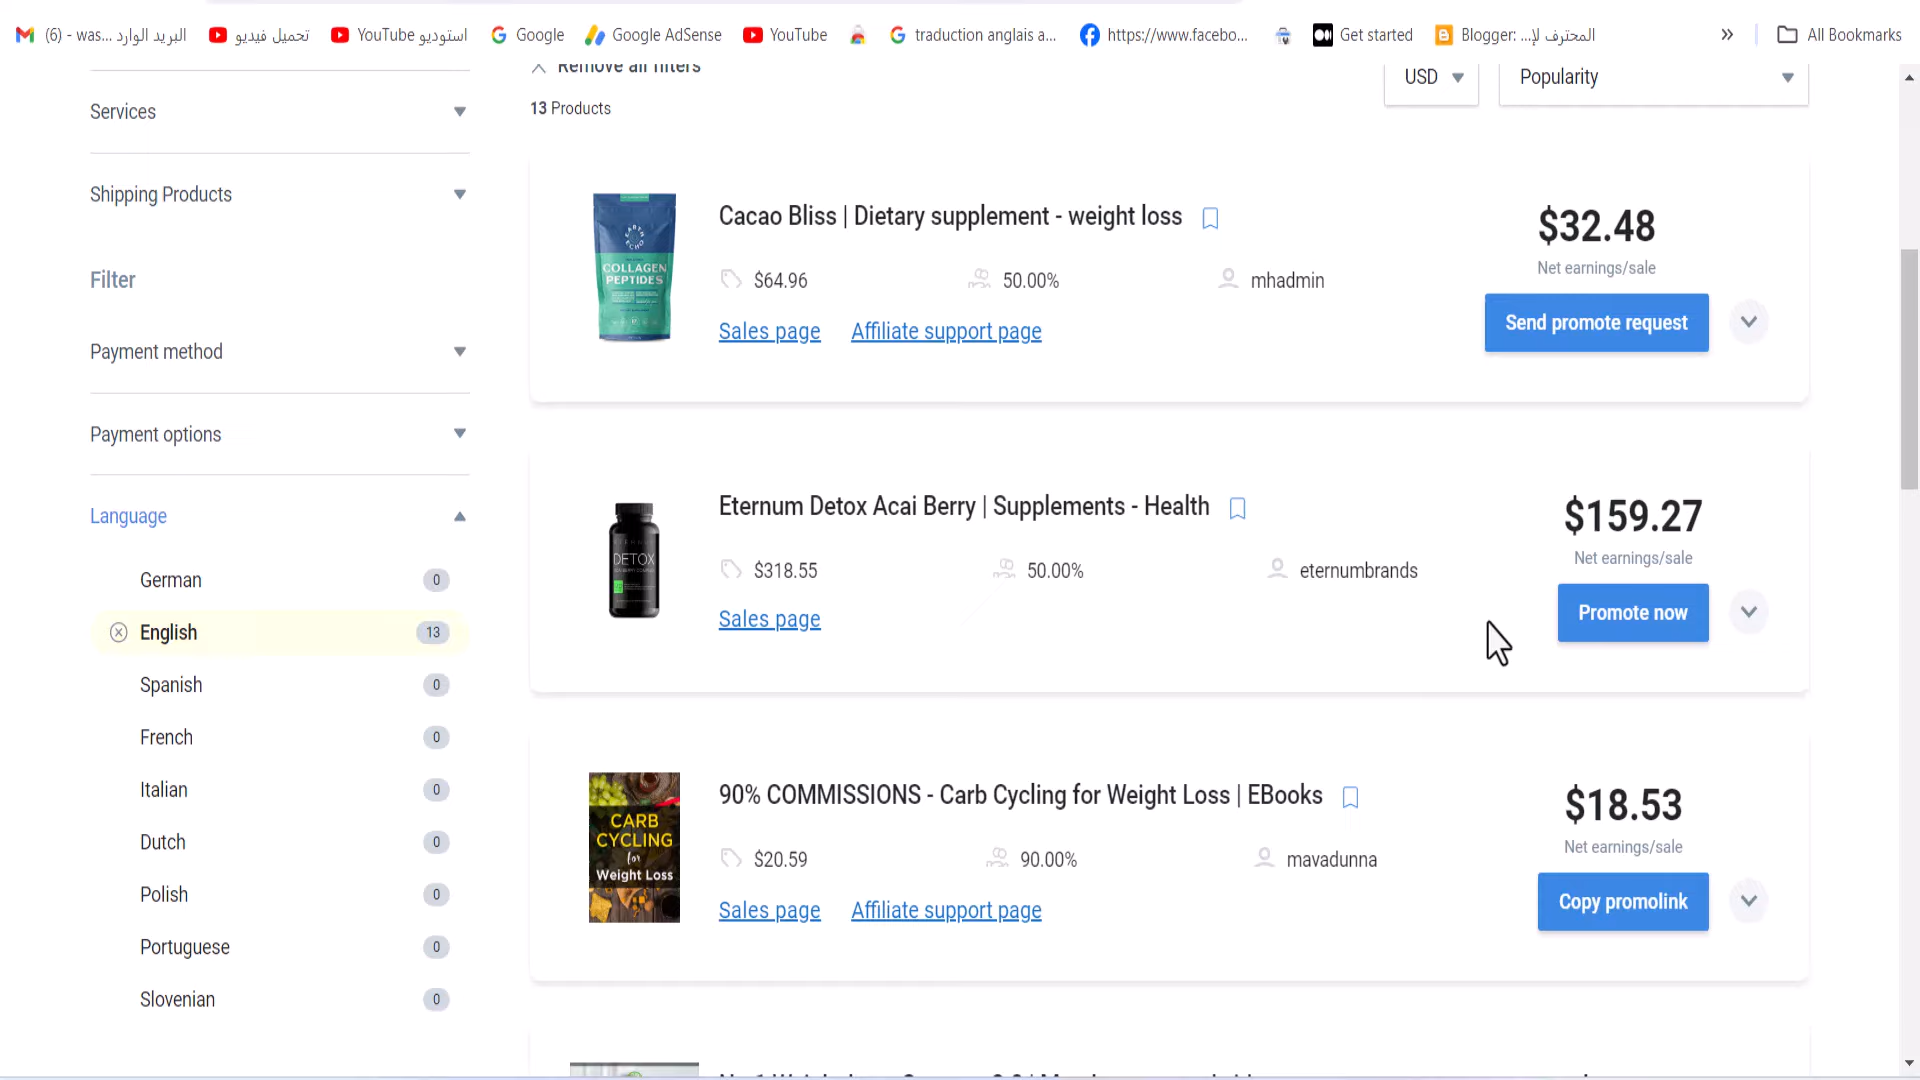 (6) - was... البريد الوارد
تحميل فيديو
YouTube استوديو
Google
Google AdSense
YouTube
traduction anglais a...
https://www.facebo...
Get started
Blogger: ...المحترف لإ
»
All Bookmarks
Remove all filters
13 Products
USD
Popularity
Services
Shipping Products
Filter
Payment method
Payment options
Language
German 0
English 13
Spanish 0
French 0
Italian 0
Dutch 0
Polish 0
Portuguese 0
Slovenian 0
EARTH
ECHO
COLLAGEN
PEPTIDES
Cacao Bliss | Dietary supplement - weight loss
$64.96 50.00% mhadmin
Sales page Affiliate support page
$32.48
Net earnings/sale
Send promote request
DETOX
Eternum Detox Acai Berry | Supplements - Health
$318.55 50.00% eternumbrands
Sales page
$159.27
Net earnings/sale
Promote now
CARB
CYCLING
for
Weight Loss
90% COMMISSIONS - Carb Cycling for Weight Loss | EBooks
$20.59 90.00% mavadunna
Sales page Affiliate support page
$18.53
Net earnings/sale
Copy promolink